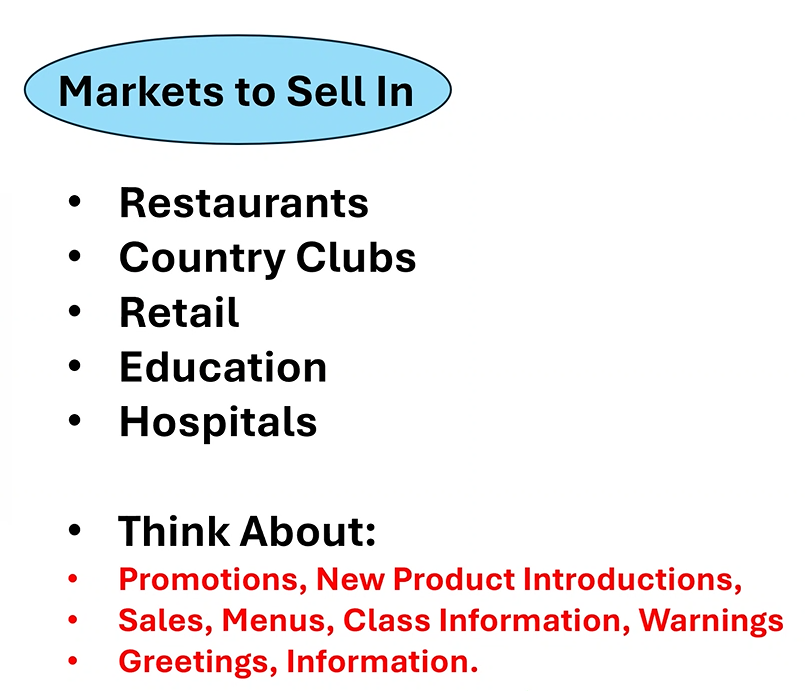 Markets to Sell In
• Restaurants
• Country Clubs
• Retail
• Education
• Hospitals
• Think About:
• Promotions, New Product Introductions,
• Sales, Menus, Class Information, Warnings
• Greetings, Information.